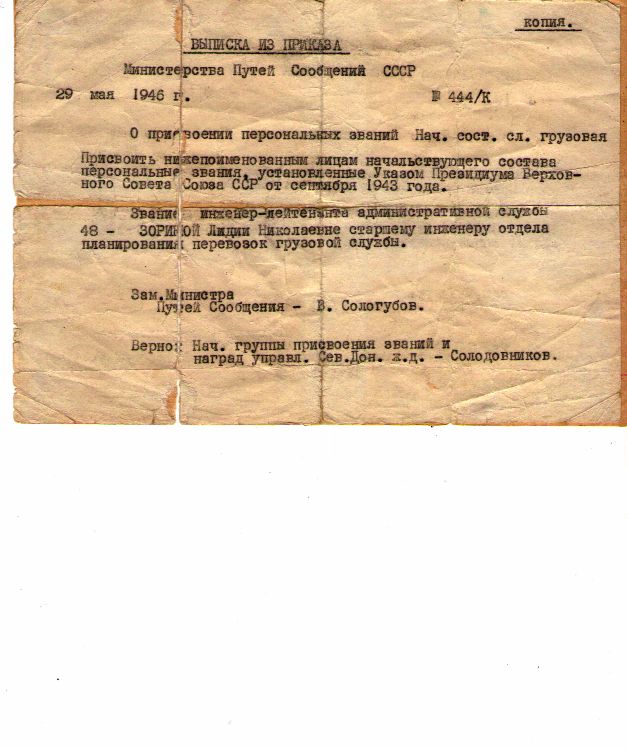 копия.
ВЫПИСКА ИЗ ПРИКАЗА
Министерства Путей Сообщений СССР
29 мая 1946 г. № 444/К
О присвоении персональных званий Нач. сост. сл. грузовая
Присвоить нижепоименованным лицам начальствующего состава
персональные звания, установленные Указом Президиума Верхов-
ного Совета Союза ССР от сентября 1943 года.
Звание инженер-лейтенанта административной службы
48 - ЗОРИНОЙ Лидии Николаевне старшему инженеру отдела
планирования перевозок грузовой службы.
Зам.Министра
Путей Сообщения - В. Сологубов.
Верно: Нач. группы присвоения званий и
наград управл. Сев.Дон. ж.д. - Солодовников.